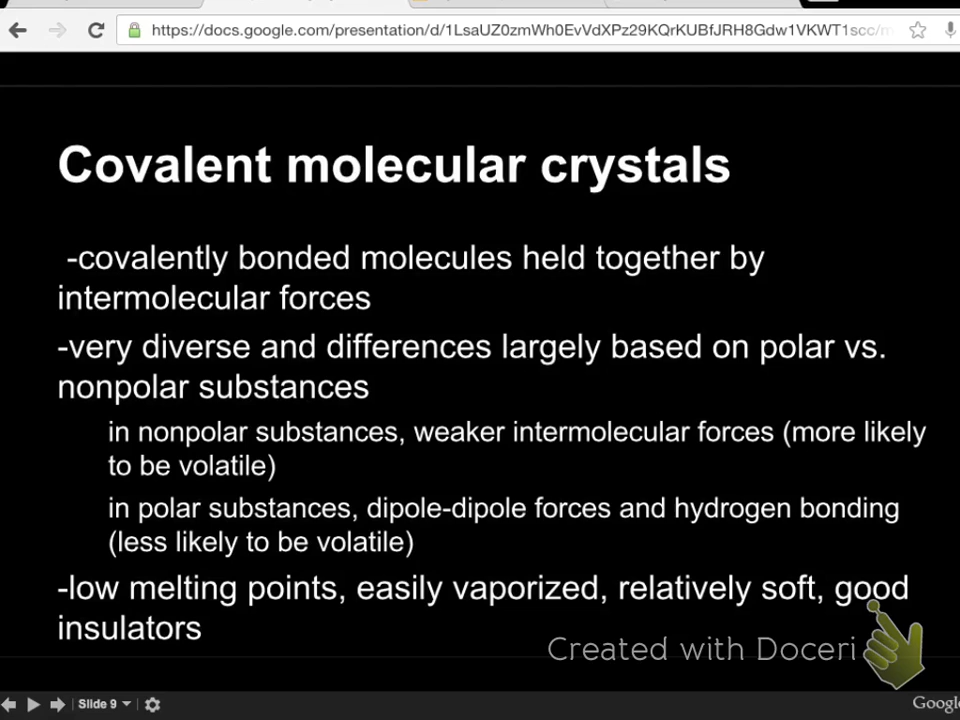 https://docs.google.com/presentation/d/1LsaUZ0zmWh0EvVdXPz29KQrKUBfJRH8Gdw1VKWT1scc/m
Covalent molecular crystals
-covalently bonded molecules held together by
intermolecular forces
-very diverse and differences largely based on polar vs.
nonpolar substances
in nonpolar substances, weaker intermolecular forces (more likely
to be volatile)
in polar substances, dipole-dipole forces and hydrogen bonding
(less likely to be volatile)
-low melting points, easily vaporized, relatively soft, good
insulators
Created with Doceri
Slide 9
Google